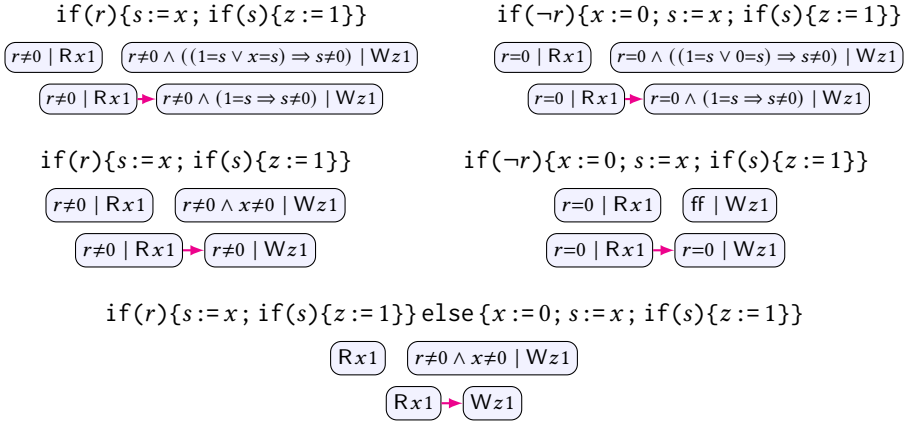 if(r){s:=x; if(s){z:=1}} if(¬r){x:=0; s:=x; if(s){z:=1}}
r≠0 | Rx1 r≠0 ∧ ((1=s ∨ x=s) ⇒ s≠0) | Wz1 r=0 | Rx1 r=0 ∧ ((1=s ∨ 0=s) ⇒ s≠0) | Wz1
r≠0 | Rx1 r≠0 ∧ (1=s ⇒ s≠0) | Wz1 r=0 | Rx1 r=0 ∧ (1=s ⇒ s≠0) | Wz1
if(r){s:=x; if(s){z:=1}} if(¬r){x:=0; s:=x; if(s){z:=1}}
r≠0 | Rx1 r≠0 ∧ x≠0 | Wz1 r=0 | Rx1 ff | Wz1
r≠0 | Rx1 r≠0 | Wz1 r=0 | Rx1 r=0 | Wz1
if(r){s:=x; if(s){z:=1}} else {x:=0; s:=x; if(s){z:=1}}
Rx1 r≠0 ∧ x≠0 | Wz1
Rx1 Wz1